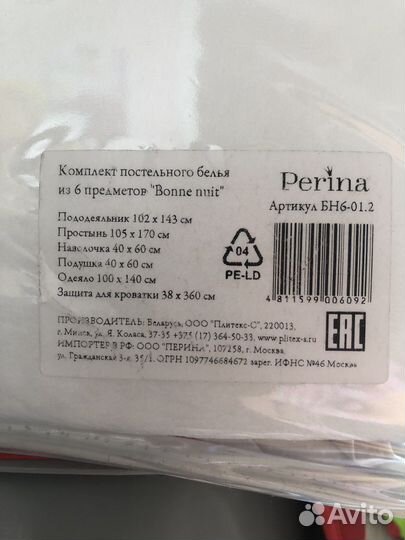 Комплект постельного белья
из 6 предметов "Bonne nuit"
Perina
Артикул БН6-01.2
Пододеяльник 102 х 143 см
Простынь 105 х 170 см
Наволочка 40 х 60 см
Подушка 40 х 60 см
Одеяло 100 х 140 см
Защита для кроватки 38 х 360 см
04
PE-LD
4 811599 006092
ПРОИЗВОДИТЕЛЬ: Беларусь, ООО "Плитекс-С", 220013,
г. Минск, ул. Я. Коласа, 37-35 +375 (17) 364-50-33, www.plitex-s.ru
ИМПОРТЕР В РФ: ООО "ПЕРИНА", 107258, г. Москва,
ул. Гражданская 3-я, 35/1. ОГРН 1097746684672 зарег. ИФНС №46 Москва
EAC
Avito